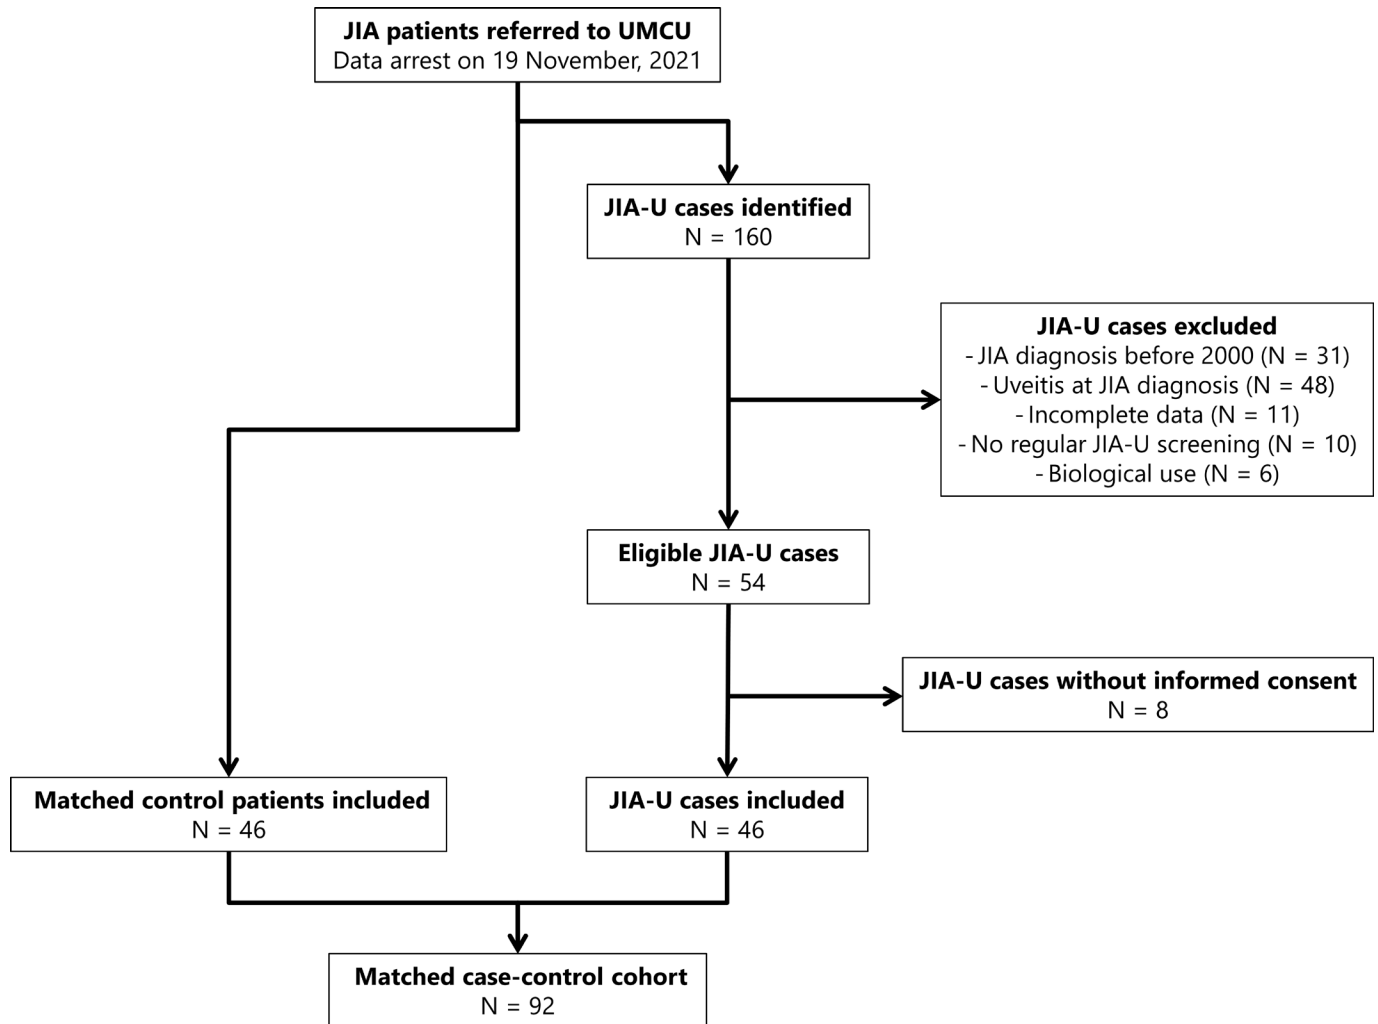 JIA patients referred to UMCU
Data arrest on 19 November, 2021
JIA-U cases identified
N = 160
JIA-U cases excluded
- JIA diagnosis before 2000 (N = 31)
- Uveitis at JIA diagnosis (N = 48)
- Incomplete data (N = 11)
- No regular JIA-U screening (N = 10)
- Biological use (N = 6)
Eligible JIA-U cases
N = 54
JIA-U cases without informed consent
N = 8
Matched control patients included
N = 46
JIA-U cases included
N = 46
Matched case-control cohort
N = 92